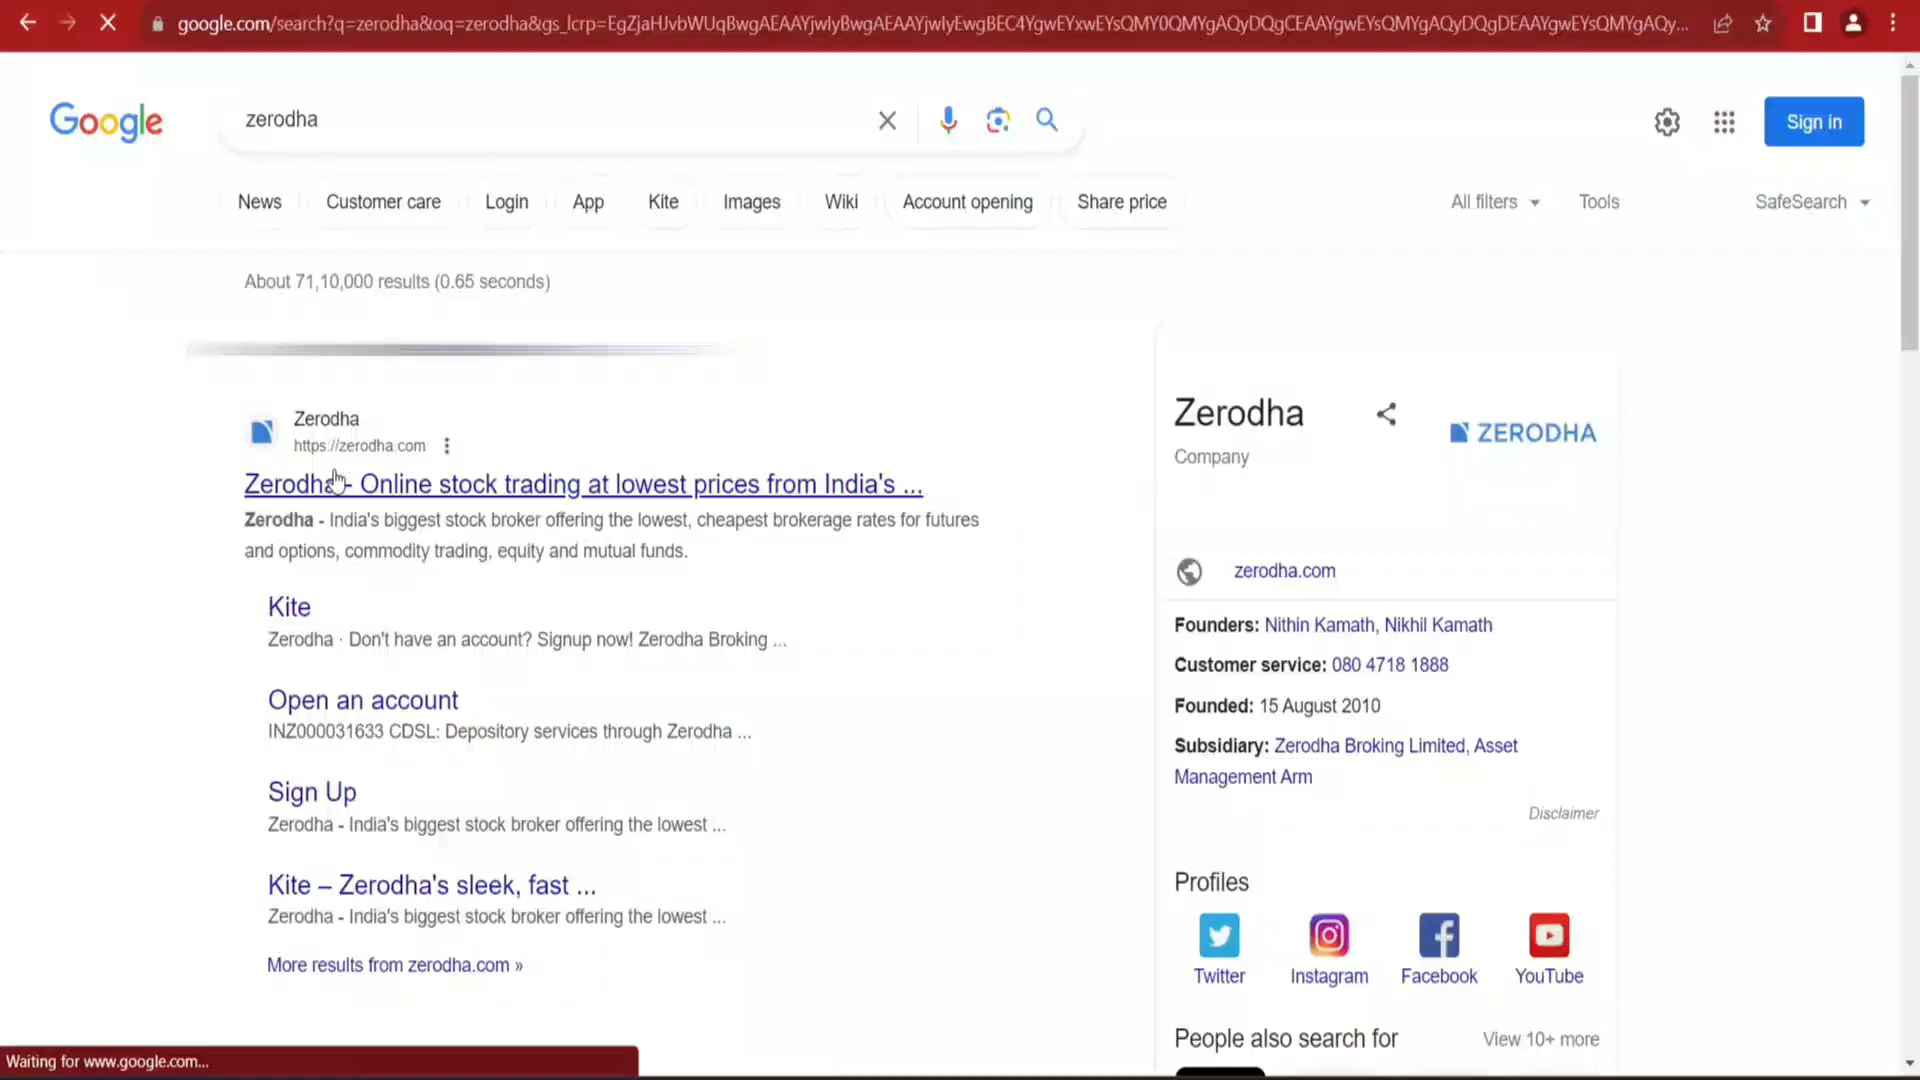 google.com/search?q=zerodha&oq=zerodha&gs_lcrp=
Google
zerodha
Sign in
News Customer care Login App Kite Images Wiki Account opening Share price All filters Tools SafeSearch
About 71,10,000 results (0.65 seconds)
Zerodha
https://zerodha.com
Zerodha - Online stock trading at lowest prices from India's ...
Zerodha - India's biggest stock broker offering the lowest, cheapest brokerage rates for futures
and options, commodity trading, equity and mutual funds.
Kite
Zerodha · Don't have an account? Signup now! Zerodha Broking ...
Open an account
INZ000031633 CDSL: Depository services through Zerodha ...
Sign Up
Zerodha - India's biggest stock broker offering the lowest ...
Kite – Zerodha's sleek, fast ...
Zerodha - India's biggest stock broker offering the lowest ...
More results from zerodha.com »
Zerodha
ZERODHA
Company
zerodha.com
Founders: Nithin Kamath, Nikhil Kamath
Customer service: 080 4718 1888
Founded: 15 August 2010
Subsidiary: Zerodha Broking Limited, Asset
Management Arm
Disclaimer
Profiles
Twitter Instagram Facebook YouTube
People also search for View 10+ more
Waiting for www.google.com...